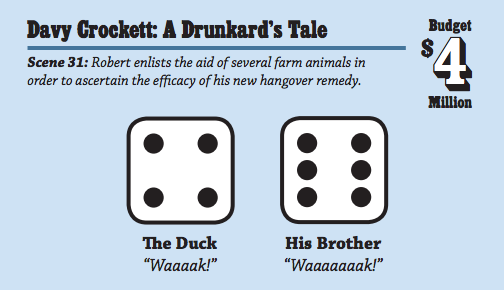 Davy Crockett: A Drunkard's Tale
Budget
$4
Million
Scene 31: Robert enlists the aid of several farm animals in
order to ascertain the efficacy of his new hangover remedy.
The Duck
"Waaaak!"
His Brother
"Waaaaaaak!"